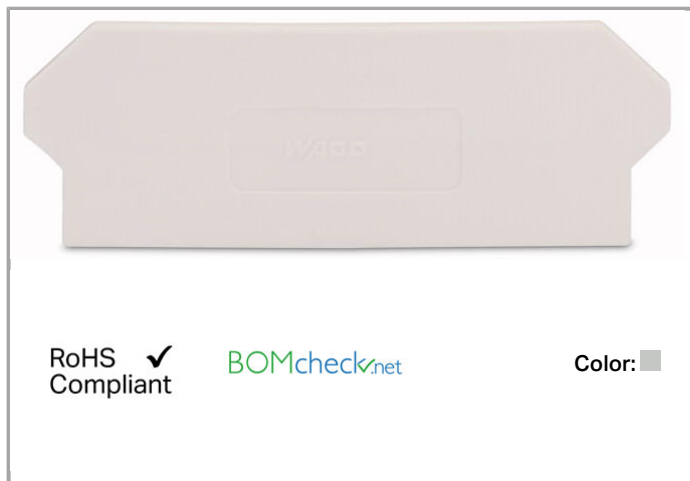 WAGO
RoHS ✓
Compliant
BOMcheck.net
Color: